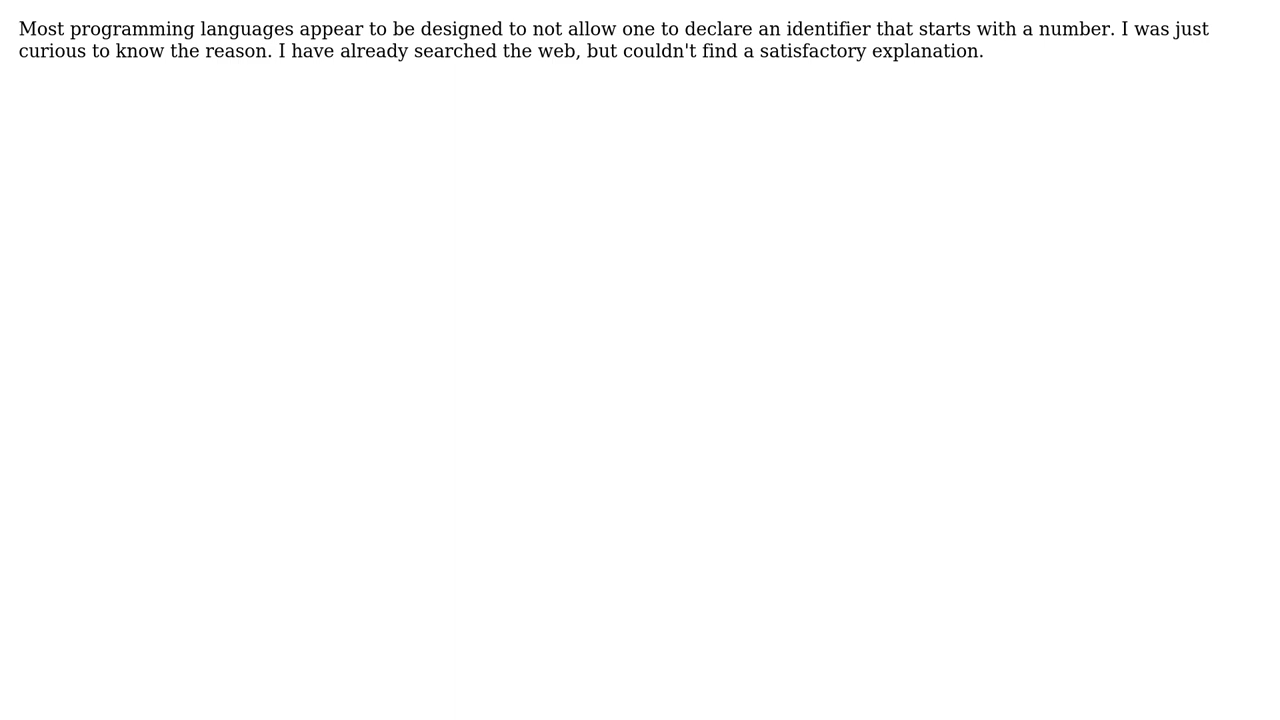 Most programming languages appear to be designed to not allow one to declare an identifier that starts with a number. I was just
curious to know the reason. I have already searched the web, but couldn't find a satisfactory explanation.